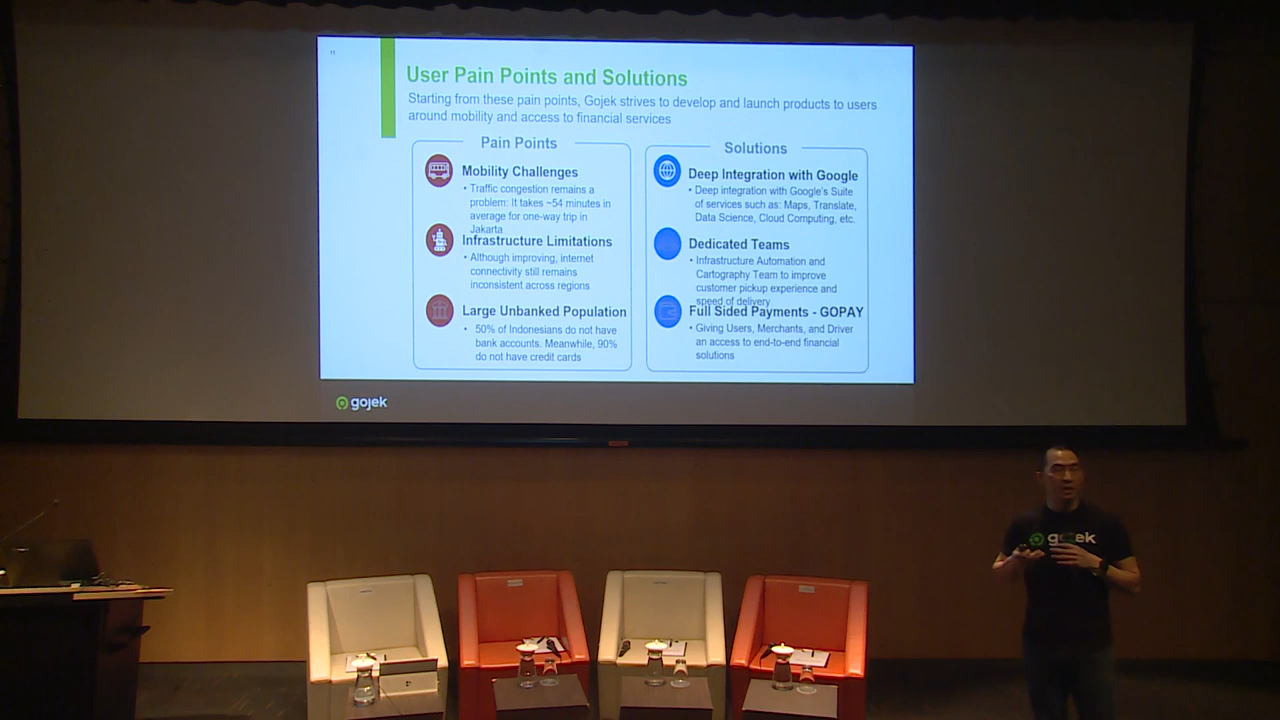 11
User Pain Points and Solutions
Starting from these pain points, Gojek strives to develop and launch products to users
around mobility and access to financial services
Pain Points
Mobility Challenges
• Traffic congestion remains a
problem: It takes ~54 minutes in
average for one-way trip in
Jakarta
Infrastructure Limitations
• Although improving, internet
connectivity still remains
inconsistent across regions
Large Unbanked Population
• 50% of Indonesians do not have
bank accounts. Meanwhile, 90%
do not have credit cards
Solutions
Deep Integration with Google
• Deep integration with Google's Suite
of services such as: Maps, Translate,
Data Science, Cloud Computing, etc.
Dedicated Teams
• Infrastructure Automation and
Cartography Team to improve
customer pickup experience and
speed of delivery
Full Sided Payments - GOPAY
• Giving Users, Merchants, and Driver
an access to end-to-end financial
solutions
gojek
gojek